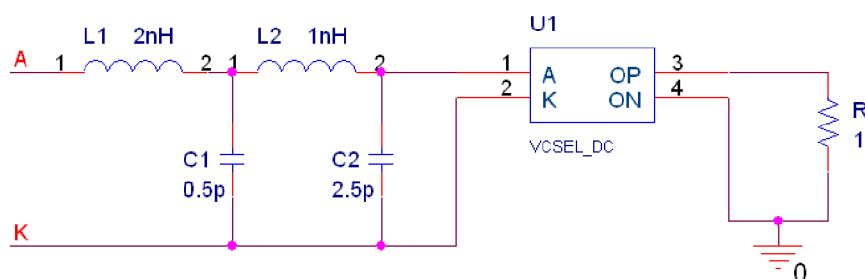 U1
L1 2nH L2 1nH
A 1 2 1 2 1 A OP 3
2 K ON 4
R
1
C1 C2 VCSEL_DC
0.5p 2.5p
K
0